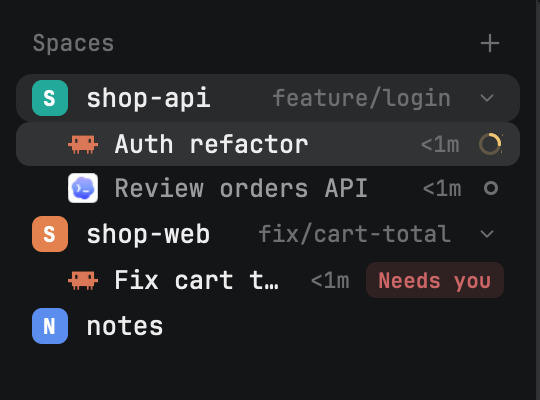 Spaces
S shop-api feature/login
Auth refactor <1m
Review orders API <1m
S shop-web fix/cart-total
Fix cart t… <1m Needs you
N notes